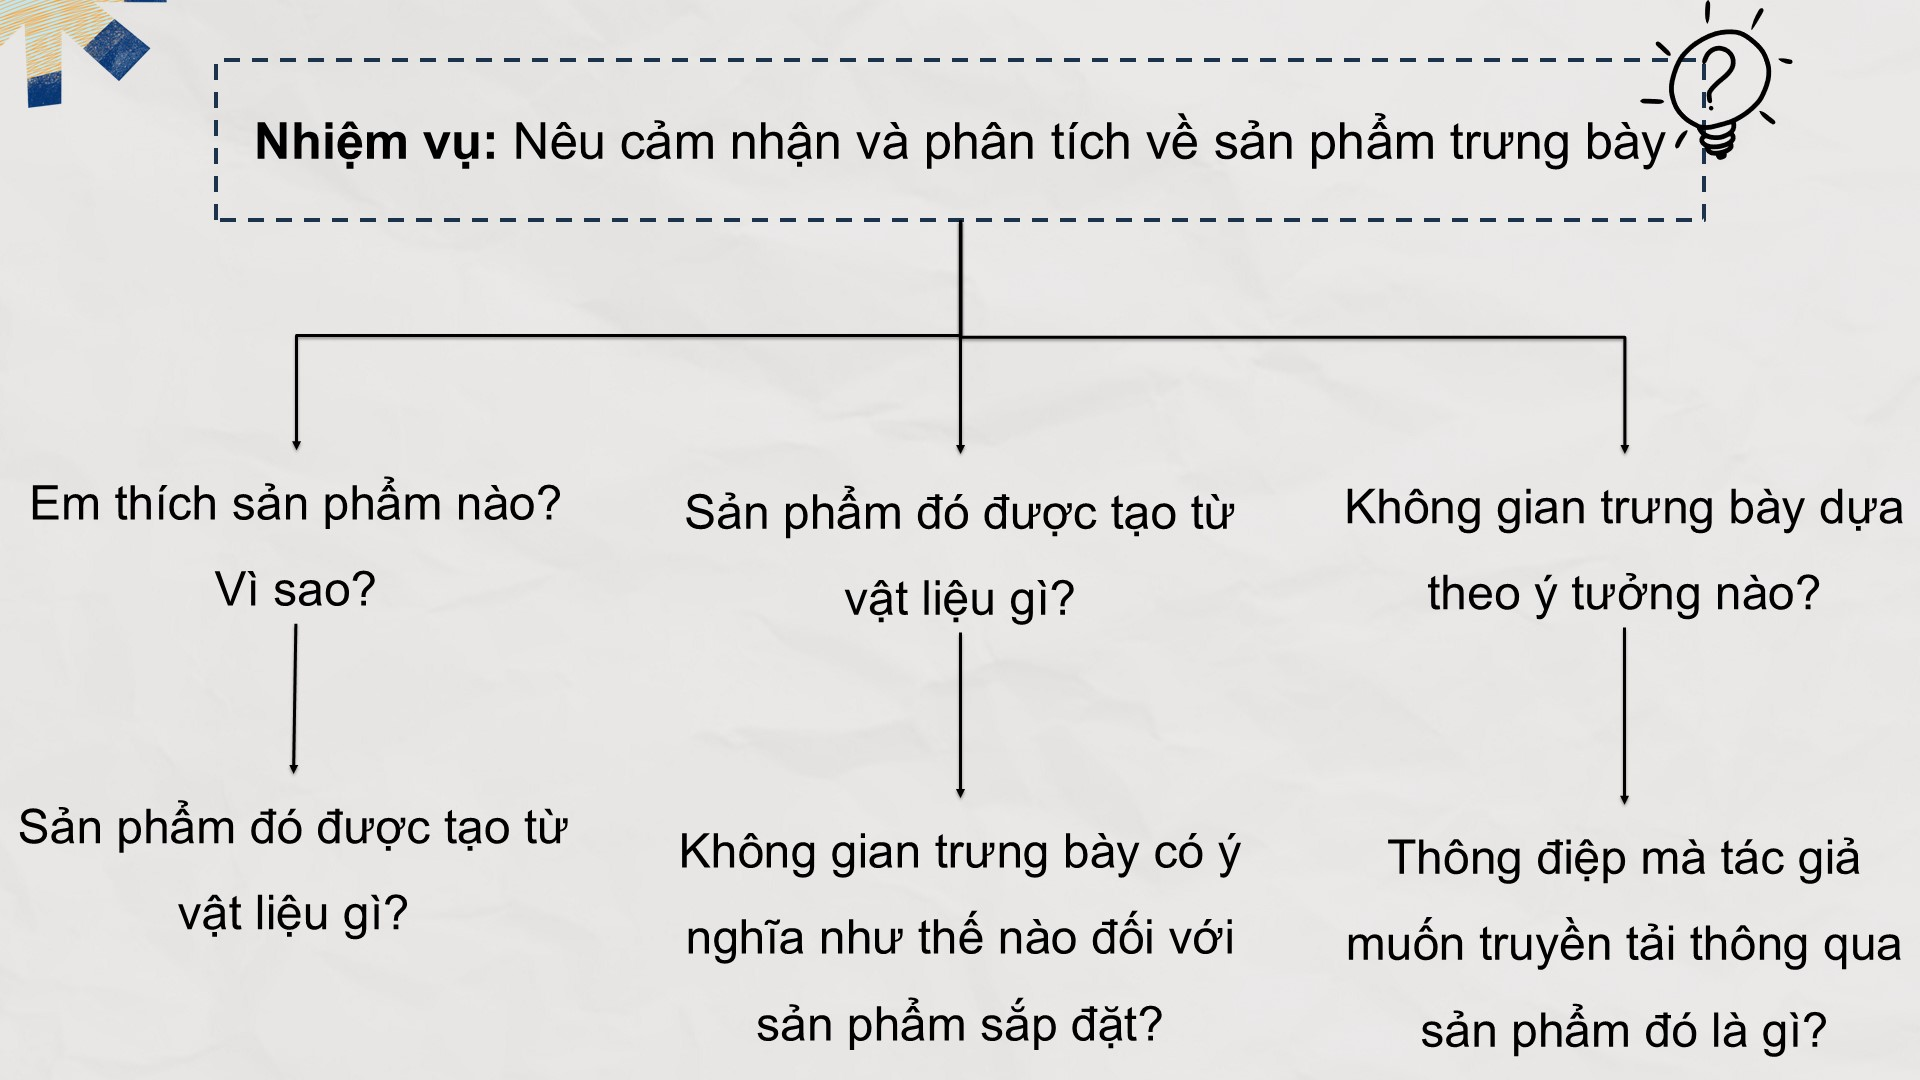 Nhiệm vụ: Nêu cảm nhận và phân tích về sản phẩm trưng bày
Em thích sản phẩm nào?
Vì sao?
Sản phẩm đó được tạo từ
vật liệu gì?
Không gian trưng bày dựa
theo ý tưởng nào?
Sản phẩm đó được tạo từ
vật liệu gì?
Không gian trưng bày có ý
nghĩa như thế nào đối với
sản phẩm sắp đặt?
Thông điệp mà tác giả
muốn truyền tải thông qua
sản phẩm đó là gì?